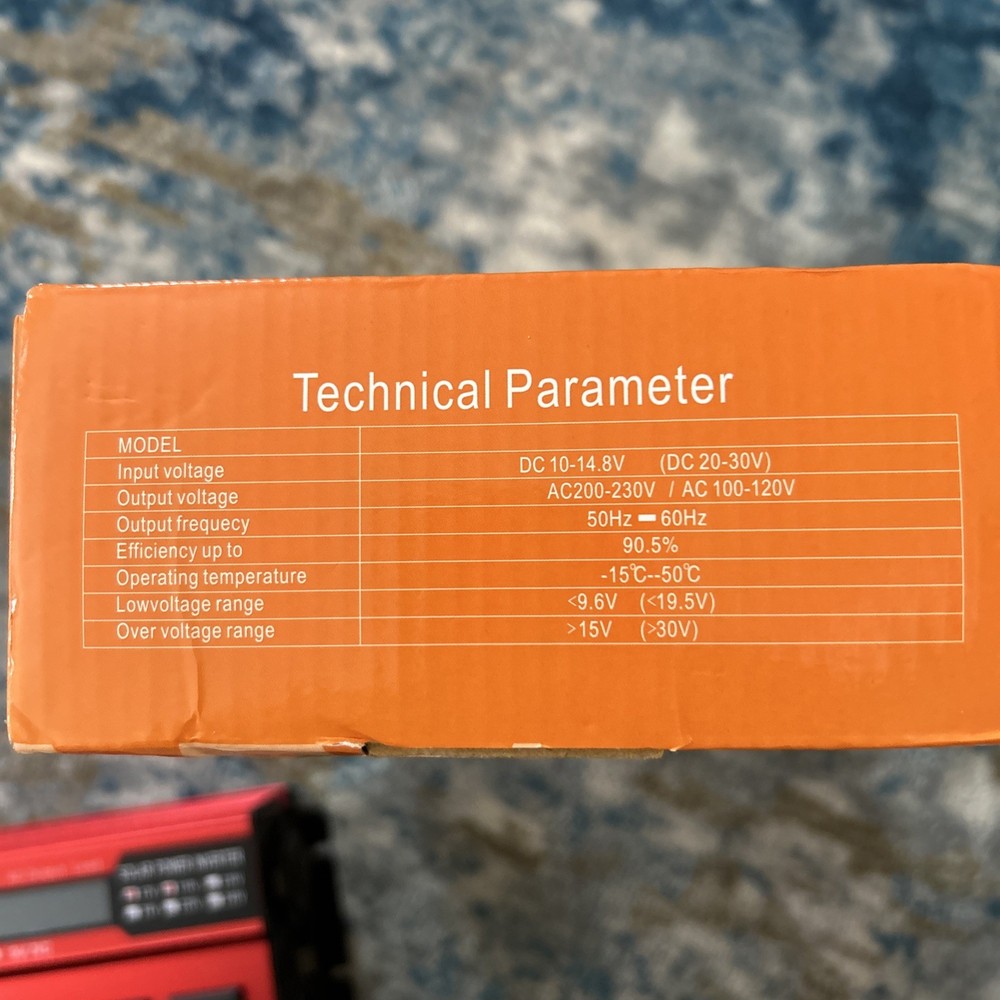 Technical Parameter
MODEL
Input voltage DC 10-14.8V (DC 20-30V)
Output voltage AC200-230V / AC 100-120V
Output frequecy 50Hz - 60Hz
Efficiency up to 90.5%
Operating temperature -15℃--50℃
Lowvoltage range <9.6V (<19.5V)
Over voltage range >15V (>30V)